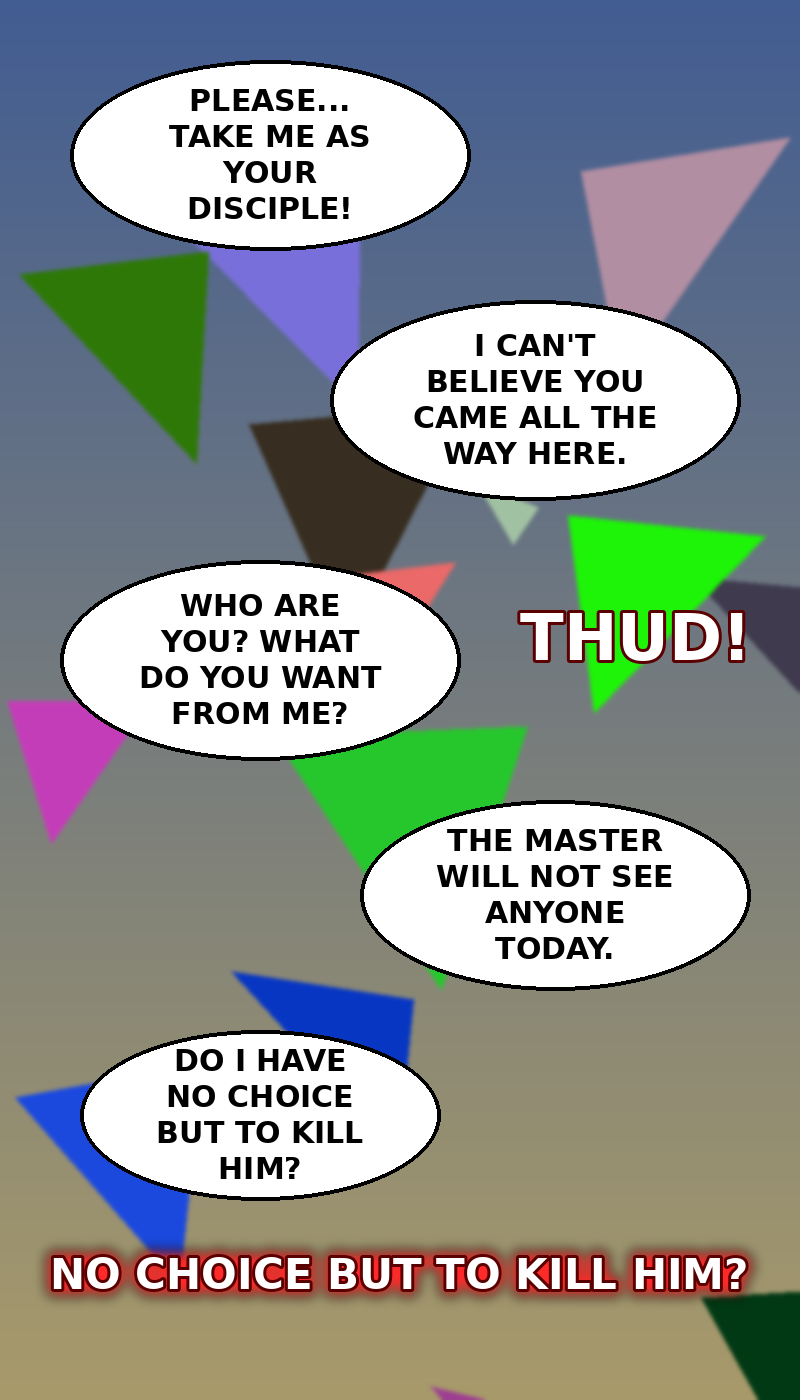 PLEASE...
TAKE ME AS
YOUR
DISCIPLE!
I CAN'T
BELIEVE YOU
CAME ALL THE
WAY HERE.
WHO ARE
YOU? WHAT
DO YOU WANT
FROM ME?
THUD!
THE MASTER
WILL NOT SEE
ANYONE
TODAY.
DO I HAVE
NO CHOICE
BUT TO KILL
HIM?
NO CHOICE BUT TO KILL HIM?